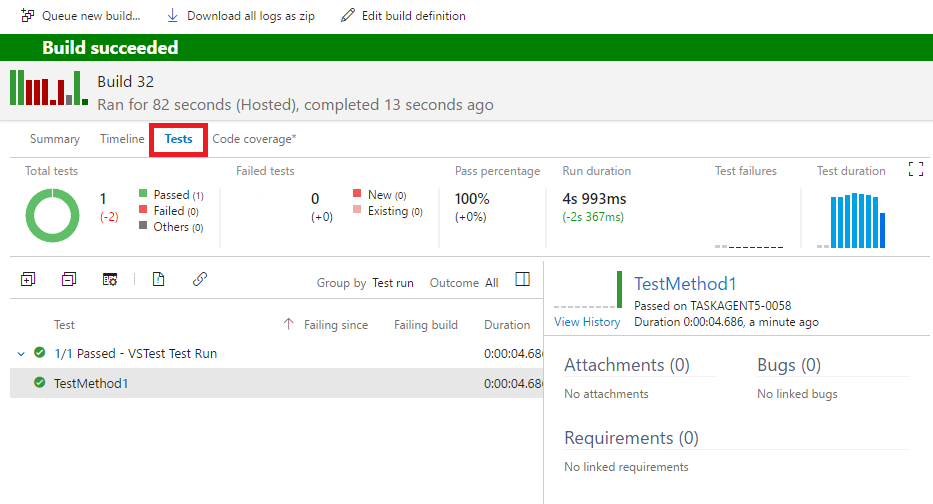 Queue new build... Download all logs as zip Edit build definition
Build succeeded
Build 32
Ran for 82 seconds (Hosted), completed 13 seconds ago
Summary Timeline Tests Code coverage*
Total tests Failed tests Pass percentage Run duration Test failures Test duration
1 Passed (1) 0 New (0) 100% 4s 993ms
(-2) Failed (0) (+0) Existing (0) (+0%) (-2s 367ms)
Others (0)
Group by Test run Outcome All
Test Failing since Failing build Duration
1/1 Passed - VSTest Test Run 0:00:04.686
TestMethod1 0:00:04.686
TestMethod1
Passed on TASKAGENT5-0058
View History Duration 0:00:04.686, a minute ago
Attachments (0) Bugs (0)
No attachments No linked bugs
Requirements (0)
No linked requirements